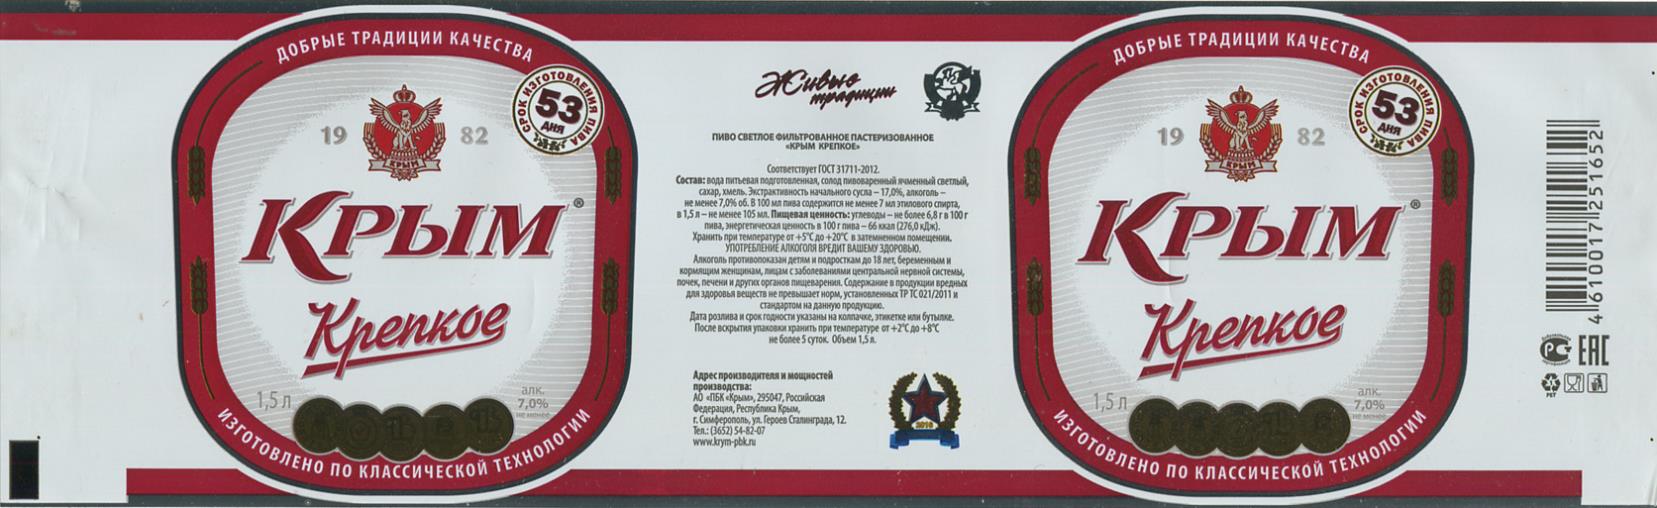 ДОБРЫЕ ТРАДИЦИИ КАЧЕСТВА
СРОК ИЗГОТОВЛЕНИЯ ПИВА
53
ДНЯ
19 82
КРЫМ
КРЫМ®
Крепкое
1,5 л
алк.
7,0%
не менее
ИЗГОТОВЛЕНО ПО КЛАССИЧЕСКОЙ ТЕХНОЛОГИИ
Живые
традиции
ПИВО СВЕТЛОЕ ФИЛЬТРОВАННОЕ ПАСТЕРИЗОВАННОЕ
«КРЫМ КРЕПКОЕ»
Соответствует ГОСТ 31711-2012.
Состав: вода питьевая подготовленная, солод пивоваренный ячменный светлый,
сахар, хмель. Экстрактивность начального сусла – 17,0%, алкоголь –
не менее 7,0% об. В 100 мл пива содержится не менее 7 мл этилового спирта,
в 1,5 л – не менее 105 мл. Пищевая ценность: углеводы – не более 6,8 г в 100 г
пива, энергетическая ценность в 100 г пива – 66 ккал (276,0 кДж).
Хранить при температуре от +5°С до +20°С в затемненном помещении.
УПОТРЕБЛЕНИЕ АЛКОГОЛЯ ВРЕДИТ ВАШЕМУ ЗДОРОВЬЮ.
Алкоголь противопоказан детям и подросткам до 18 лет, беременным и
кормящим женщинам, лицам с заболеваниями центральной нервной системы,
почек, печени и других органов пищеварения. Содержание в продукции вредных
для здоровья веществ не превышает норм, установленных ТР ТС 021/2011 и
стандартом на данную продукцию.
Дата розлива и срок годности указаны на колпачке, этикетке или бутылке.
После вскрытия упаковки хранить при температуре от +2°С до +8°С
не более 5 суток. Объем 1,5 л.
Адрес производителя и мощностей
производства:
АО «ПБК «Крым», 295047, Российская
Федерация, Республика Крым,
г. Симферополь, ул. Героев Сталинграда, 12.
Тел.: (3652) 54-82-07
www.krym-pbk.ru
2016
ДОБРЫЕ ТРАДИЦИИ КАЧЕСТВА
СРОК ИЗГОТОВЛЕНИЯ ПИВА
53
ДНЯ
19 82
КРЫМ
КРЫМ®
Крепкое
1,5 л
алк.
7,0%
не менее
ИЗГОТОВЛЕНО ПО КЛАССИЧЕСКОЙ ТЕХНОЛОГИИ
4 610017 251652
EAC
PET